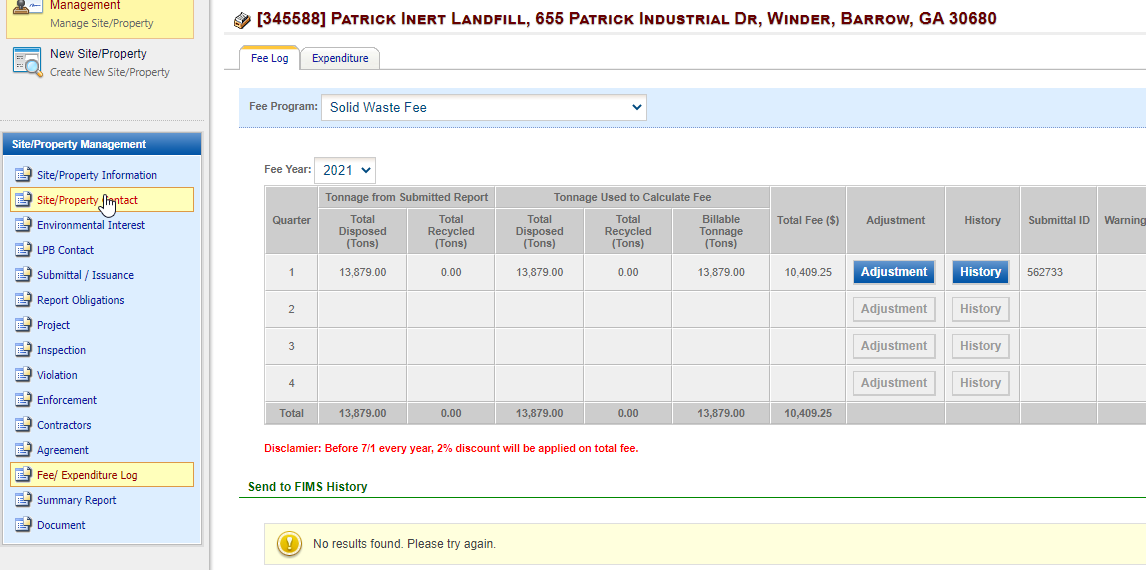 Management
Manage Site/Property
New Site/Property
Create New Site/Property
Site/Property Management
Site/Property Information
Site/Property Contact
Environmental Interest
LPB Contact
Submittal / Issuance
Report Obligations
Project
Inspection
Violation
Enforcement
Contractors
Agreement
Fee/ Expenditure Log
Summary Report
Document
[345588] Patrick Inert Landfill, 655 Patrick Industrial Dr, Winder, Barrow, GA 30680
Fee Log Expenditure
Fee Program: Solid Waste Fee
Fee Year: 2021
Quarter Tonnage from Submitted Report Tonnage Used to Calculate Fee Total Fee ($) Adjustment History Submittal ID Warning
Total Disposed (Tons) Total Recycled (Tons) Total Disposed (Tons) Total Recycled (Tons) Billable Tonnage (Tons)
1 13,879.00 0.00 13,879.00 0.00 13,879.00 10,409.25 Adjustment History 562733
2 Adjustment History
3 Adjustment History
4 Adjustment History
Total 13,879.00 0.00 13,879.00 0.00 13,879.00 10,409.25
Disclamier: Before 7/1 every year, 2% discount will be applied on total fee.
Send to FIMS History
No results found. Please try again.